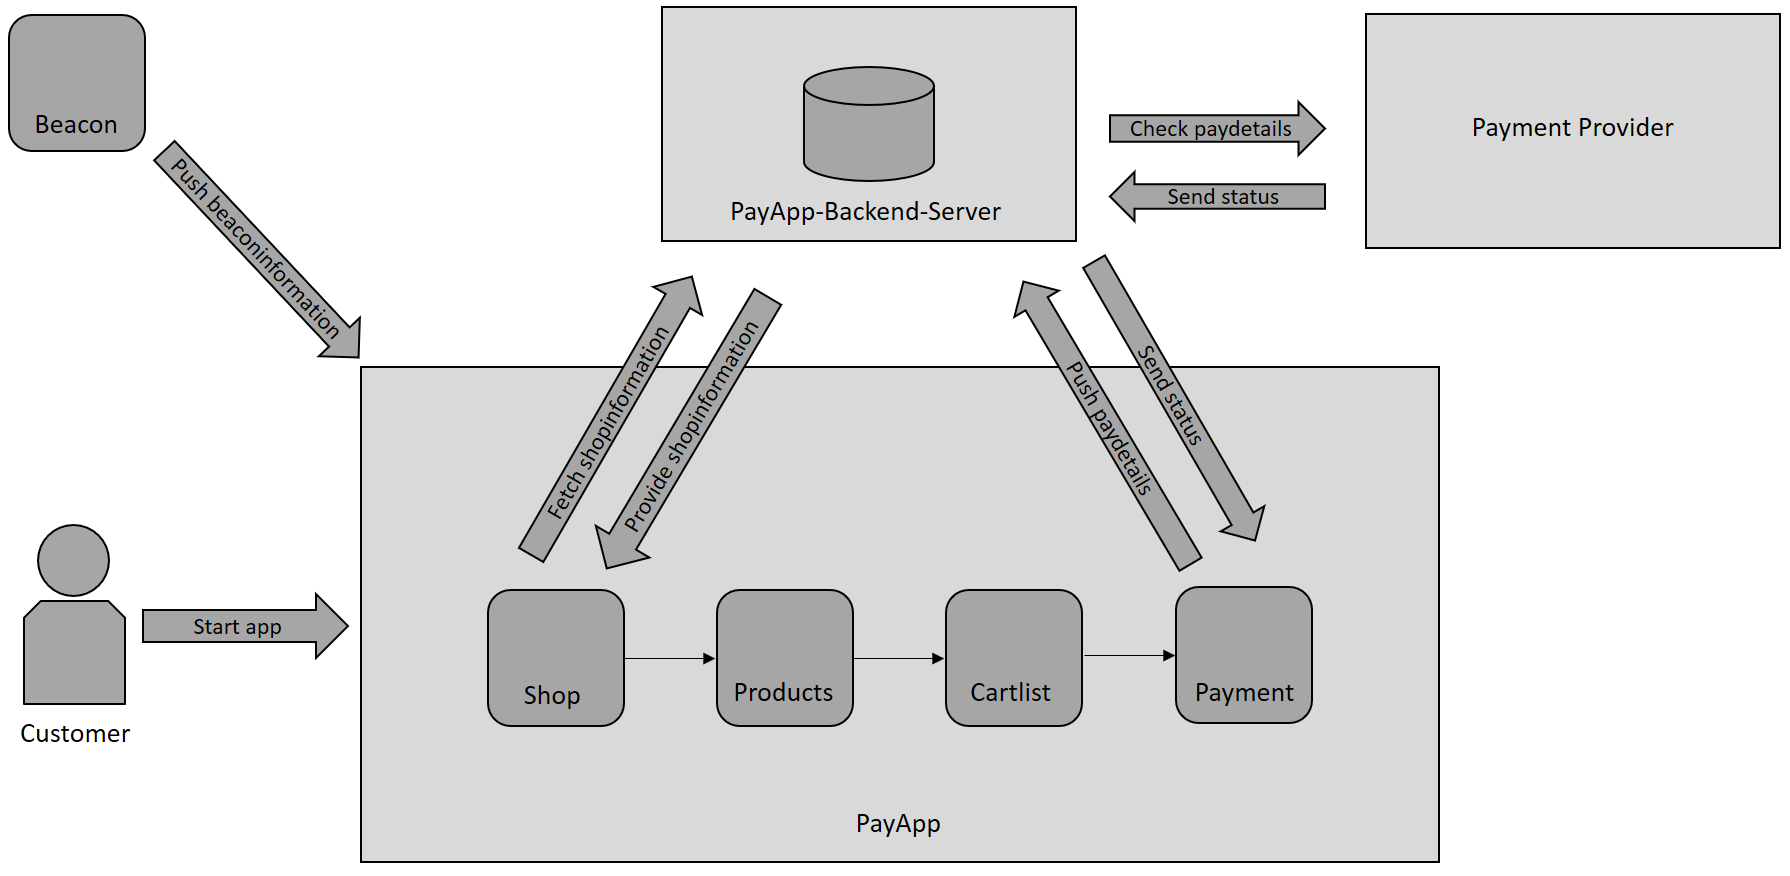 Beacon
Push beaconinformation
PayApp-Backend-Server
Check paydetails
Send status
Payment Provider
Fetch shopinformation
Provide shopinformation
Push paydetails
Send status
Customer
Start app
Shop
Products
Cartlist
Payment
PayApp